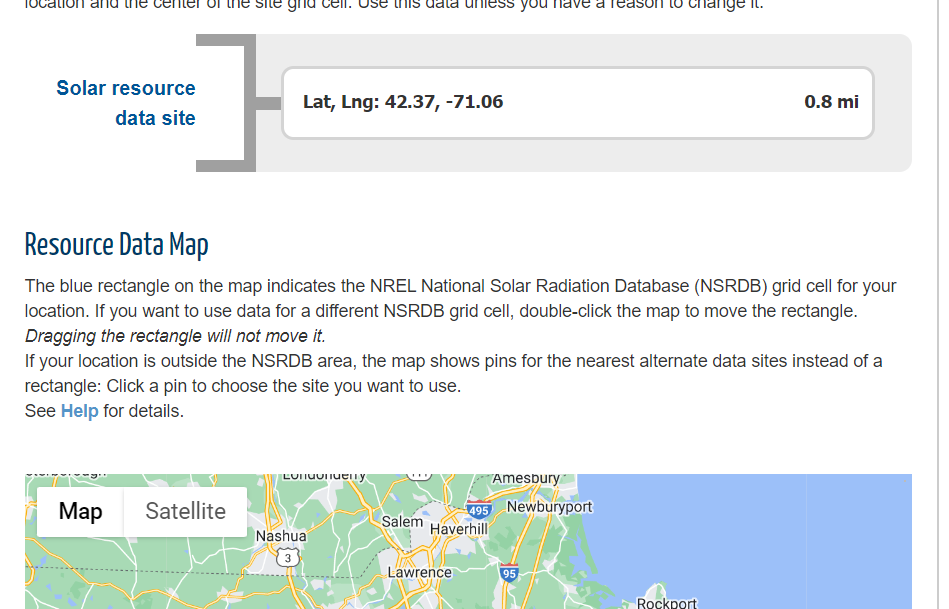 location and the center of the site grid cell. Use this data unless you have a reason to change it.
Solar resource
data site
Lat, Lng: 42.37, -71.06
0.8 mi
Resource Data Map
The blue rectangle on the map indicates the NREL National Solar Radiation Database (NSRDB) grid cell for your
location. If you want to use data for a different NSRDB grid cell, double-click the map to move the rectangle.
Dragging the rectangle will not move it.
If your location is outside the NSRDB area, the map shows pins for the nearest alternate data sites instead of a
rectangle: Click a pin to choose the site you want to use.
See Help for details.
Londonderry
Amesbury
Map
Satellite
495
Newburyport
Salem
Haverhill
Nashua
3
Lawrence
95
Rockport